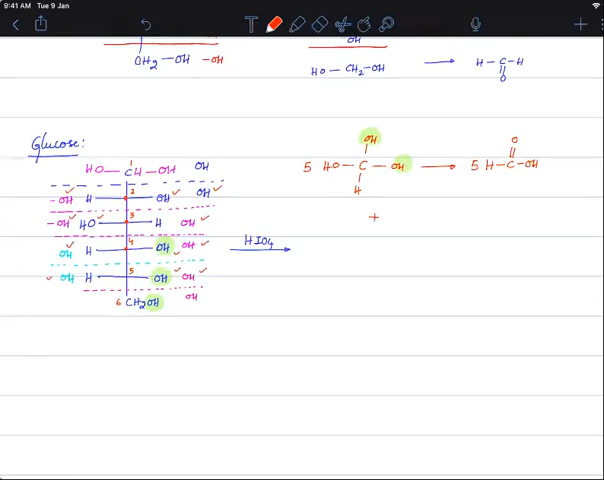 9:41 AM Tue 9 Jan
OH
CH2—OH -OH
HO—CH2—OH → H—C—H
O
Glucose:
HO—CH—OH OH
1
2
-OH H OH OH
3
-OH HO H OH
4
OH H OH OH
5
OH H OH OH
6 CH2OH OH
HIO4
OH
5 HO—C—OH → 5 H—C—OH
H
O
+